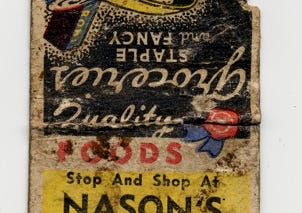 Groceries
STAPLE
and FANCY
Quality
FOODS
Stop And Shop At
NASON'S